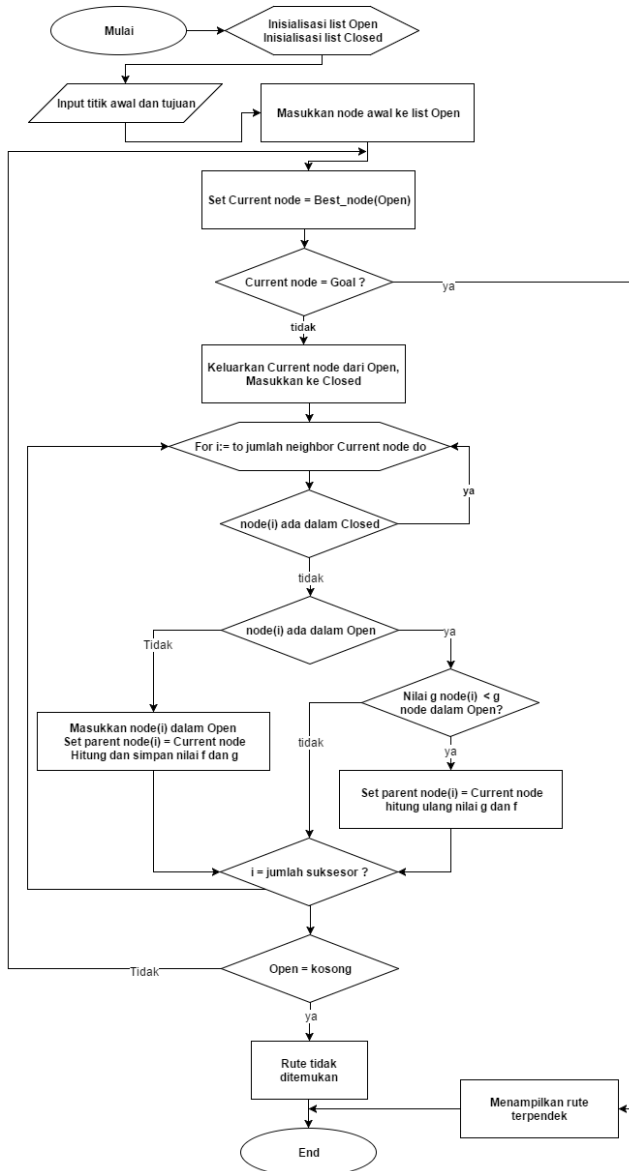 Mulai
Inisialisasi list Open
Inisialisasi list Closed
Input titik awal dan tujuan
Masukkan node awal ke list Open
Set Current node = Best_node(Open)
Current node = Goal ?
ya
tidak
Keluarkan Current node dari Open,
Masukkan ke Closed
For i:= to jumlah neighbor Current node do
ya
node(i) ada dalam Closed
tidak
node(i) ada dalam Open
Tidak
ya
Nilai g node(i) < g
node dalam Open?
Masukkan node(i) dalam Open
Set parent node(i) = Current node
Hitung dan simpan nilai f dan g
tidak
ya
Set parent node(i) = Current node
hitung ulang nilai g dan f
i = jumlah suksesor ?
Open = kosong
Tidak
ya
Rute tidak
ditemukan
Menampilkan rute
terpendek
End